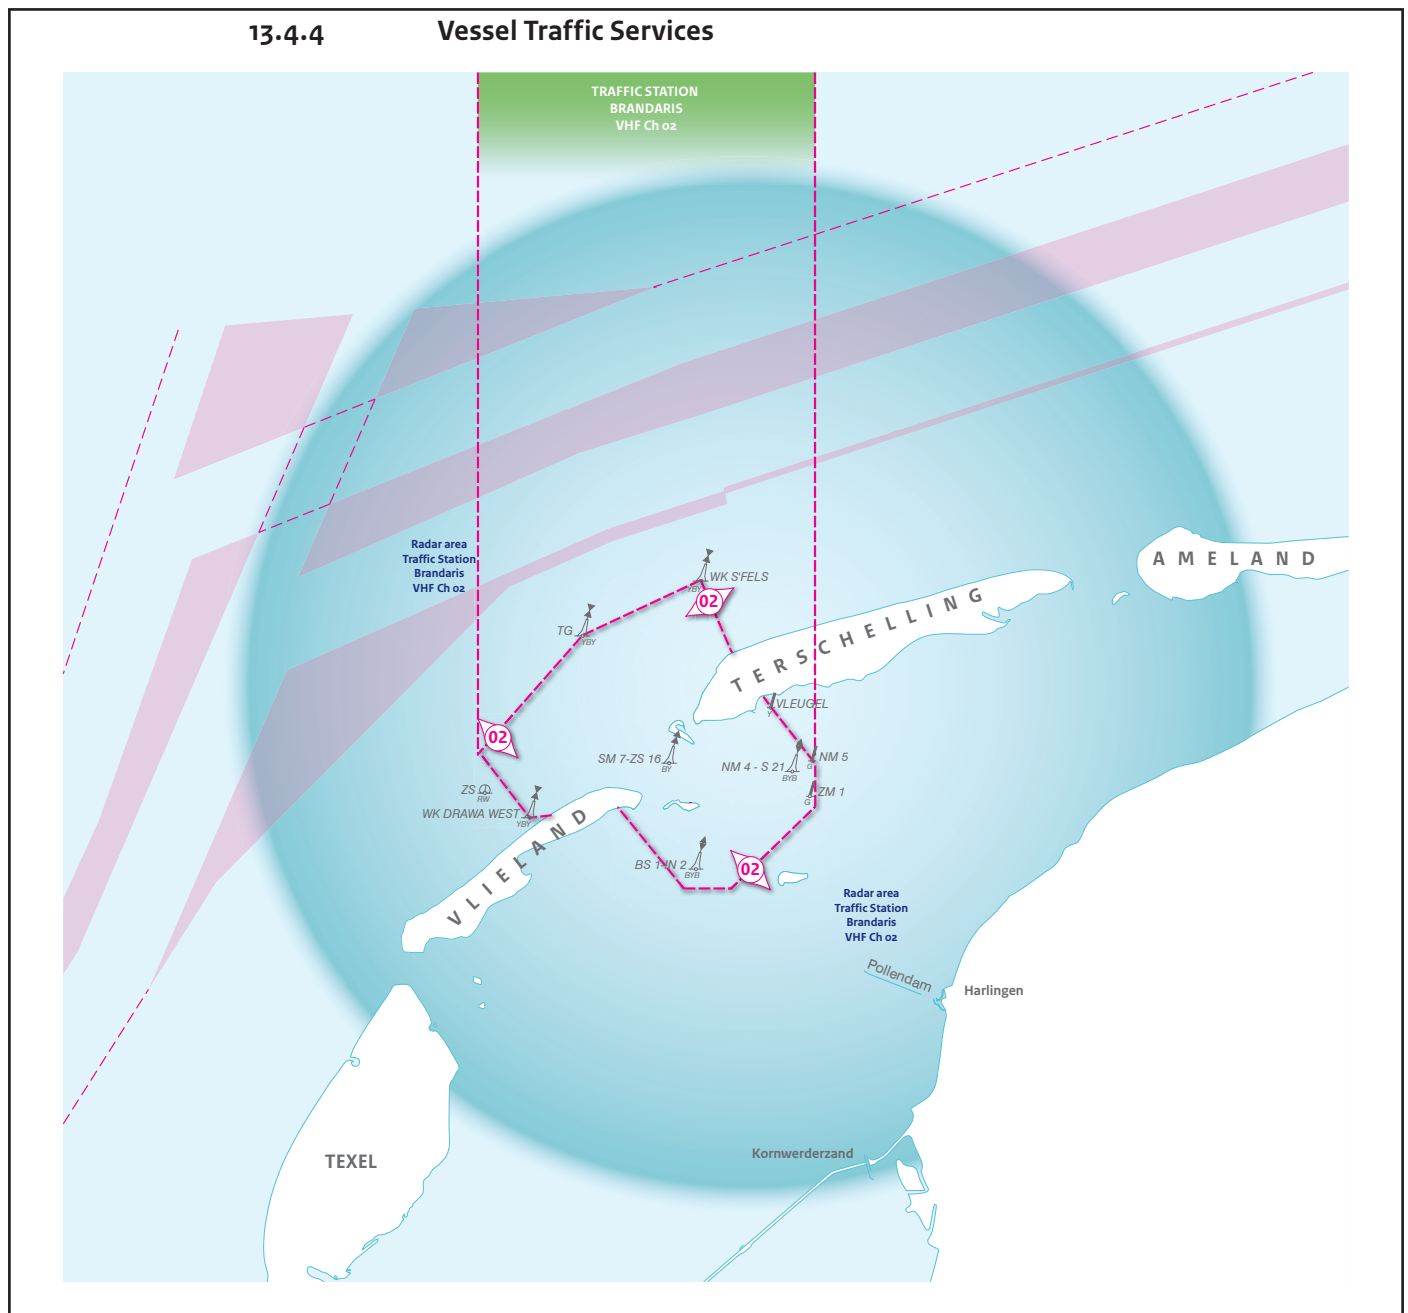 13.4.4 Vessel Traffic Services
TRAFFIC STATION
BRANDARIS
VHF Ch 02
Radar area
Traffic Station
Brandaris
VHF Ch 02
WK S'FELS
YBY
02
TG
YBY
AMELAND
TERSCHELLING
VLEUGEL
Y
02
SM 7-ZS 16
BY
NM 4 - S 21
BYB
NM 5
G
ZS
RW
ZM 1
G
WK DRAWA WEST
YBY
VLIELAND
BS 1-IN 2
BYB
02
Radar area
Traffic Station
Brandaris
VHF Ch 02
Pollendam
Harlingen
Kornwerderzand
TEXEL